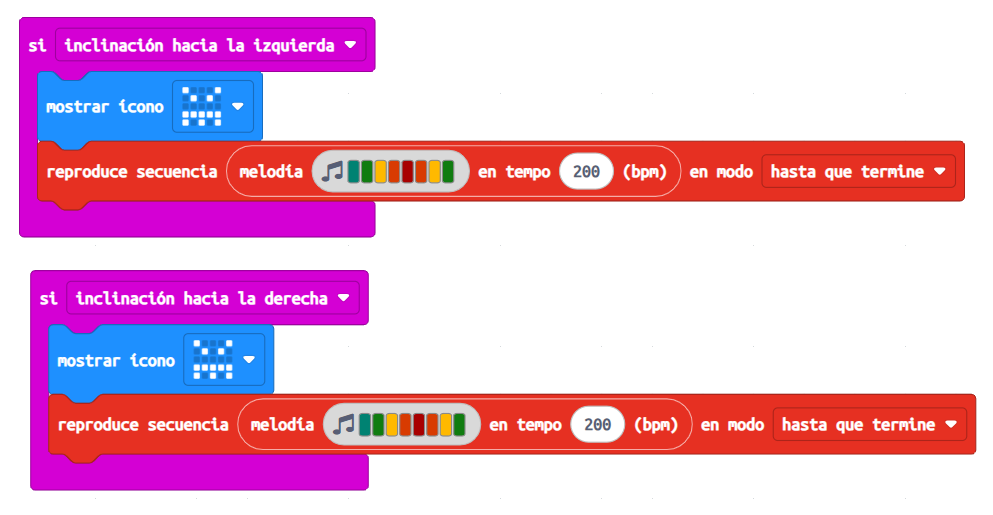 si inclinación hacia la izquierda
mostrar ícono
reproduce secuencia melodía en tempo 200 (bpm) en modo hasta que termine
si inclinación hacia la derecha
mostrar ícono
reproduce secuencia melodía en tempo 200 (bpm) en modo hasta que termine